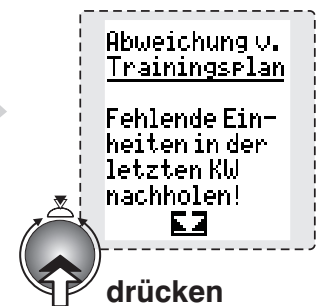 Abweichung v.
Trainingsplan
Fehlende Ein-
heiten in der
letzten KW
nachholen!
drücken